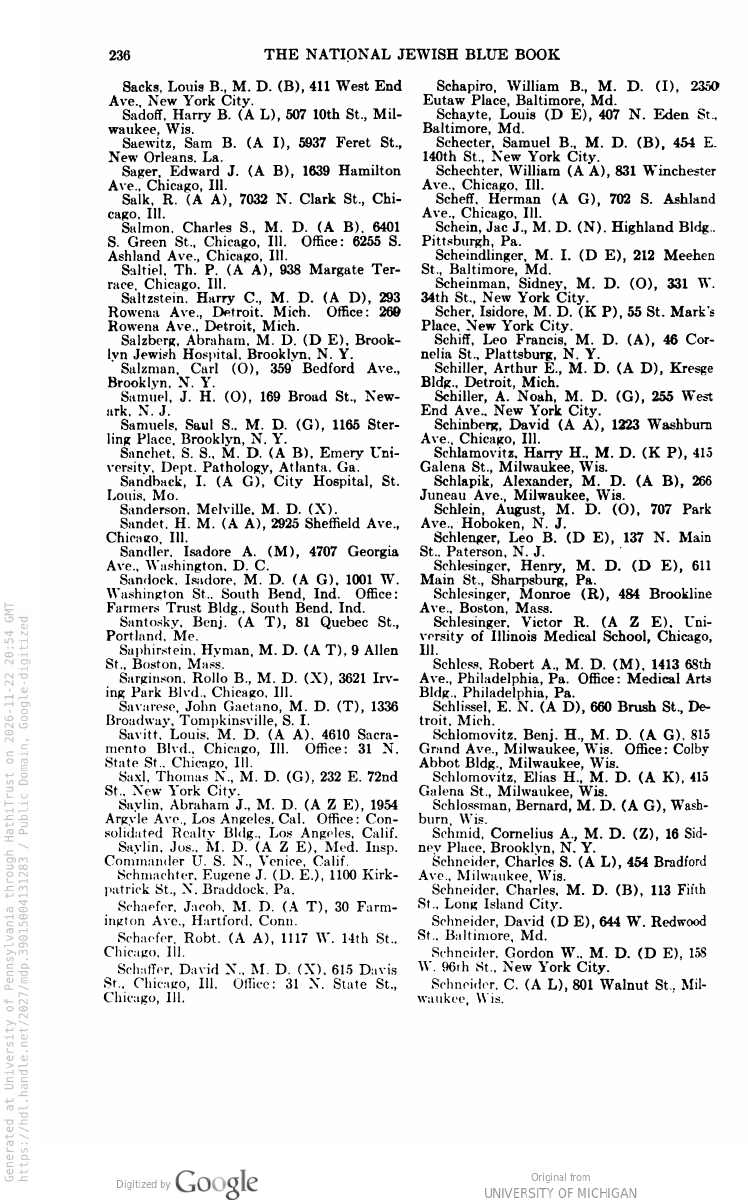 236 THE NATIONAL JEWISH BLUE BOOK
Sacks, Louis B., M. D. (B), 411 West End
Ave., New York City.
Sadoff, Harry B. (A L), 507 10th St., Mil-
waukee, Wis.
Saewitz, Sam B. (A I), 5937 Feret St.,
New Orleans. La.
Sager, Edward J. (A B), 1639 Hamilton
Ave., Chicago, Ill.
Salk, R. (A A), 7032 N. Clark St., Chi-
cago, Ill.
Salmon, Charles S., M. D. (A B), 6401
S. Green St., Chicago, Ill. Office: 6255 S.
Ashland Ave., Chicago, Ill.
Saltiel, Th. P. (A A), 938 Margate Ter-
race, Chicago, Ill.
Saltzstein, Harry C., M. D. (A D), 293
Rowena Ave., Detroit, Mich. Office: 269
Rowena Ave., Detroit, Mich.
Salzberg, Abraham, M. D. (D E), Brook-
lyn Jewish Hospital, Brooklyn, N. Y.
Salzman, Carl (O), 359 Bedford Ave.,
Brooklyn, N. Y.
Samuel, J. H. (O), 169 Broad St., New-
ark, N. J.
Samuels, Saul S., M. D. (G), 1165 Ster-
ling Place, Brooklyn, N. Y.
Sanchet, S. S., M. D. (A B), Emery Uni-
versity, Dept. Pathology, Atlanta, Ga.
Sandback, I. (A G), City Hospital, St.
Louis, Mo.
Sanderson, Melville, M. D. (X).
Sandet, H. M. (A A), 2925 Sheffield Ave.,
Chicago, Ill.
Sandler, Isadore A. (M), 4707 Georgia
Ave., Washington, D. C.
Sandock, Isadore, M. D. (A G), 1001 W.
Washington St., South Bend, Ind. Office:
Farmers Trust Bldg., South Bend, Ind.
Santosky, Benj. (A T), 81 Quebec St.,
Portland, Me.
Saphirstein, Hyman, M. D. (A T), 9 Allen
St., Boston, Mass.
Sarginson, Rollo B., M. D. (X), 3621 Irv-
ing Park Blvd., Chicago, Ill.
Savarese, John Gaetano, M. D. (T), 1336
Broadway, Tompkinsville, S. I.
Savitt, Louis, M. D. (A A), 4610 Sacra-
mento Blvd., Chicago, Ill. Office: 31 N.
State St., Chicago, Ill.
Saxl, Thomas N., M. D. (G), 232 E. 72nd
St., New York City.
Saylin, Abraham J., M. D. (A Z E), 1954
Argyle Ave., Los Angeles, Cal. Office: Con-
solidated Realty Bldg., Los Angeles, Calif.
Saylin, Jos., M. D. (A Z E), Med. Insp.
Commander U. S. N., Venice, Calif.
Schmachter, Eugene J. (D. E.), 1100 Kirk-
patrick St., N. Braddock, Pa.
Schaefer, Jacob, M. D. (A T), 30 Farm-
ington Ave., Hartford, Conn.
Schaefer, Robt. (A A), 1117 W. 14th St.,
Chicago, Ill.
Schaffer, David N., M. D. (X), 615 Davis
St., Chicago, Ill. Office: 31 N. State St.,
Chicago, Ill.
Schapiro, William B., M. D. (I), 2350
Eutaw Place, Baltimore, Md.
Schayte, Louis (D E), 407 N. Eden St.,
Baltimore, Md.
Schecter, Samuel B., M. D. (B), 454 E.
140th St., New York City.
Schechter, William (A A), 831 Winchester
Ave., Chicago, Ill.
Scheff, Herman (A G), 702 S. Ashland
Ave., Chicago, Ill.
Schein, Jac J., M. D. (N). Highland Bldg.,
Pittsburgh, Pa.
Scheindlinger, M. I. (D E), 212 Meehen
St., Baltimore, Md.
Scheinman, Sidney, M. D. (O), 331 W.
34th St., New York City.
Scher, Isidore, M. D. (K P), 55 St. Mark's
Place, New York City.
Schiff, Leo Francis, M. D. (A), 46 Cor-
nelia St., Plattsburg, N. Y.
Schiller, Arthur E., M. D. (A D), Kresge
Bldg., Detroit, Mich.
Schiller, A. Noah, M. D. (G), 255 West
End Ave., New York City.
Schinberg, David (A A), 1223 Washburn
Ave., Chicago, Ill.
Schlamovitz, Harry H., M. D. (K P), 415
Galena St., Milwaukee, Wis.
Schlapik, Alexander, M. D. (A B), 266
Juneau Ave., Milwaukee, Wis.
Schlein, August, M. D. (O), 707 Park
Ave., Hoboken, N. J.
Schlenger, Leo B. (D E), 137 N. Main
St., Paterson, N. J.
Schlesinger, Henry, M. D. (D E), 611
Main St., Sharpsburg, Pa.
Schlesinger, Monroe (R), 484 Brookline
Ave., Boston, Mass.
Schlesinger, Victor R. (A Z E), Uni-
versity of Illinois Medical School, Chicago,
Ill.
Schless, Robert A., M. D. (M), 1413 68th
Ave., Philadelphia, Pa. Office: Medical Arts
Bldg., Philadelphia, Pa.
Schlissel, E. N. (A D), 660 Brush St., De-
troit, Mich.
Schlomovitz, Benj. H., M. D. (A G), 815
Grand Ave., Milwaukee, Wis. Office: Colby
Abbot Bldg., Milwaukee, Wis.
Schlomovitz, Elias H., M. D. (A K), 415
Galena St., Milwaukee, Wis.
Schlossman, Bernard, M. D. (A G), Wash-
burn, Wis.
Schmid, Cornelius A., M. D. (Z), 16 Sid-
ney Place, Brooklyn, N. Y.
Schneider, Charles S. (A L), 454 Bradford
Ave., Milwaukee, Wis.
Schneider, Charles, M. D. (B), 113 Fifth
St., Long Island City.
Schneider, David (D E), 644 W. Redwood
St., Baltimore, Md.
Schneider, Gordon W., M. D. (D E), 158
W. 96th St., New York City.
Schneider, C. (A L), 801 Walnut St., Mil-
waukee, Wis.
Generated at University of Pennsylvania through HathiTrust on 2026-11-22 20:54 GMT
https://hdl.handle.net/2027/mdp.39015004131283 / Public Domain, Google-digitized
Digitized by Google
Original from
UNIVERSITY OF MICHIGAN